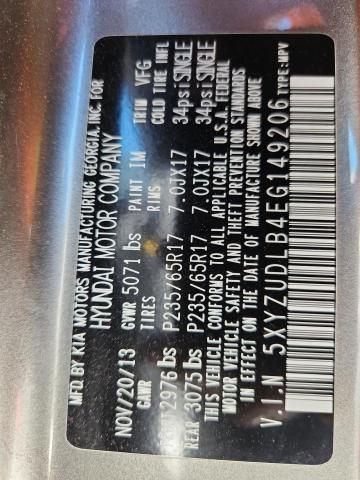 MFD.BY KIA MOTORS MANUFACTURING GEORGIA, INC. FOR
HYUNDAI MOTOR COMPANY
NOV/20/13 GVWR 5071 lbs PAINT IM TRIM VFG
GAWR TIRES RIMS COLD TIRE INFL
2976 lbs P235/65R17 7.0JX17 34psi SINGLE
REAR 3075 lbs P235/65R17 7.0JX17 34psi SINGLE
THIS VEHICLE CONFORMS TO ALL APPLICABLE U.S.A. FEDERAL
MOTOR VEHICLE SAFETY AND THEFT PREVENTION STANDARDS
IN EFFECT ON THE DATE OF MANUFACTURE SHOWN ABOVE
V.I.N 5XYZUDLB4EG149206 TYPE:MPV